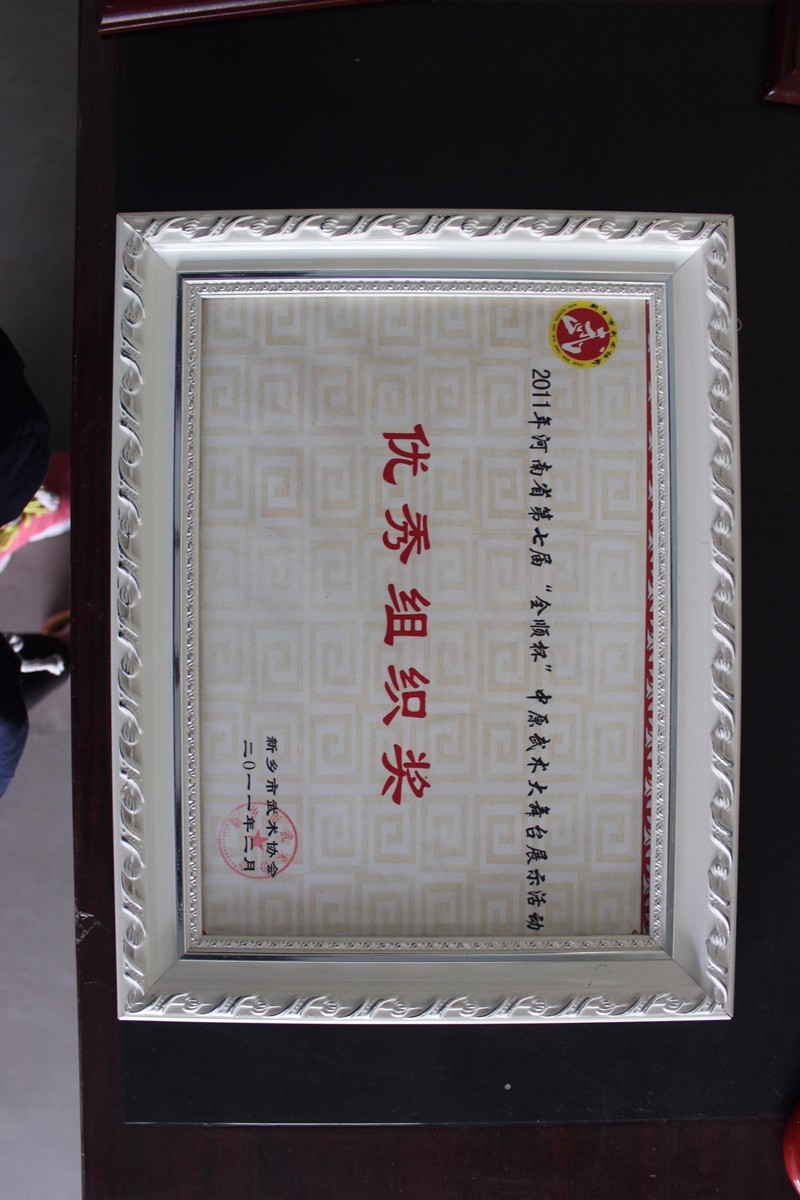 2011年河南省第七届“金顺杯”中原武术大舞台展示活动
优秀组织奖
新乡市武术协会
二0一一年二月